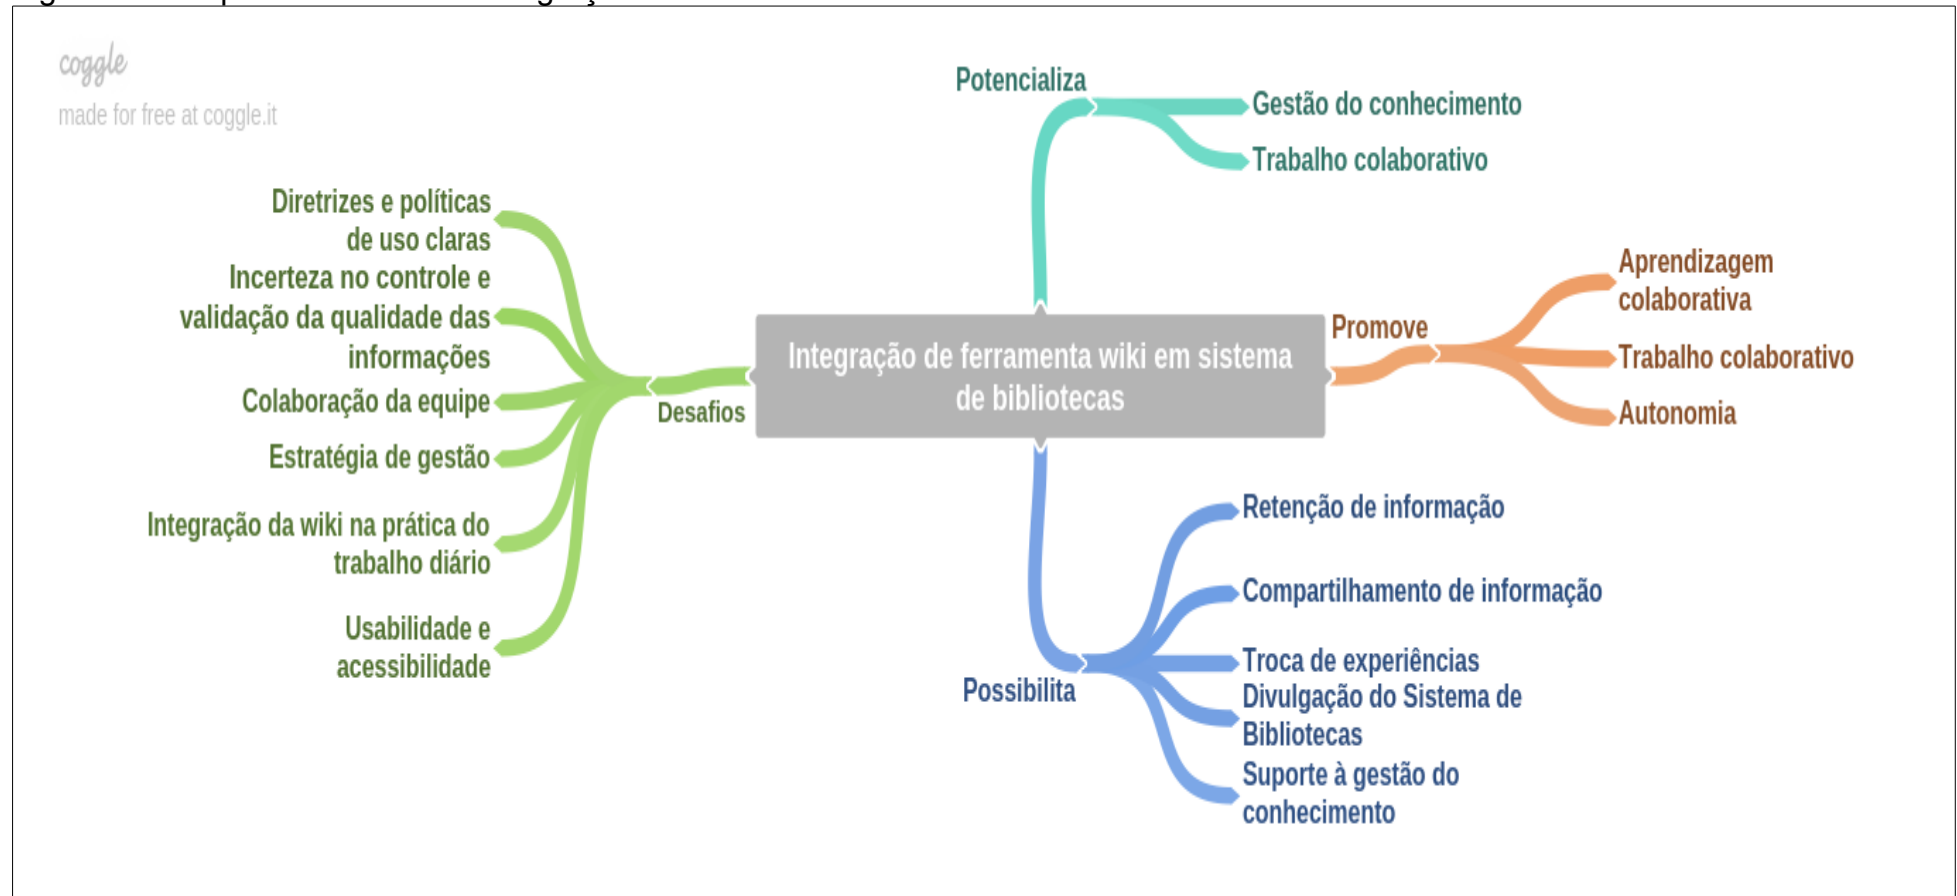 coggle
made for free at coggle.it
Potencializa
Gestão do conhecimento
Trabalho colaborativo
Diretrizes e políticas
de uso claras
Incerteza no controle e
validação da qualidade das
informações
Colaboração da equipe
Estratégia de gestão
Integração da wiki na prática do
trabalho diário
Usabilidade e
acessibilidade
Desafios
Integração de ferramenta wiki em sistema
de bibliotecas
Promove
Aprendizagem
colaborativa
Trabalho colaborativo
Autonomia
Possibilita
Retenção de informação
Compartilhamento de informação
Troca de experiências
Divulgação do Sistema de
Bibliotecas
Suporte à gestão do
conhecimento